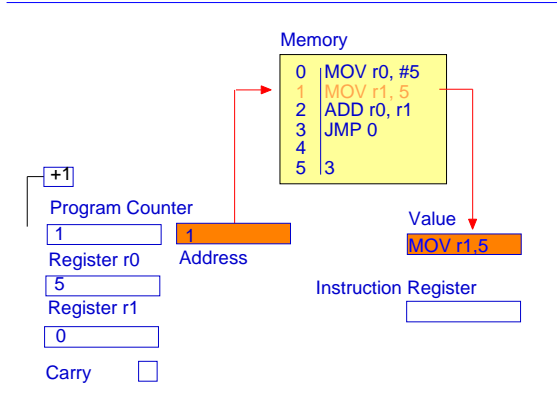 Memory
0 MOV r0, #5
1 MOV r1, 5
2 ADD r0, r1
3 JMP 0
4
5 3
+1
Program Counter
1
1
Address
Value
MOV r1,5
Register r0
5
Instruction Register
Register r1
0
Carry